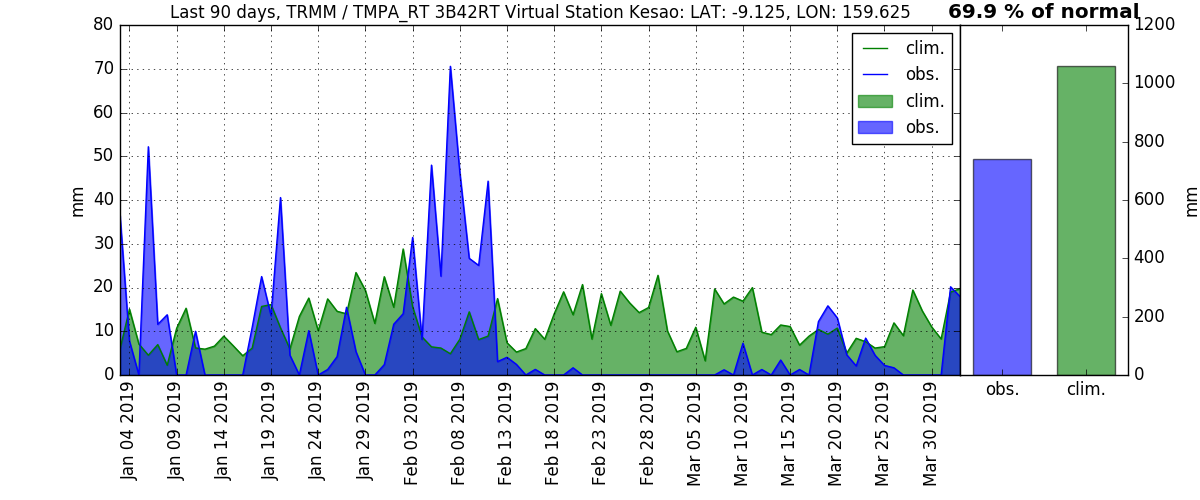 Last 90 days, TRMM / TMPA_RT 3B42RT Virtual Station Kesao: LAT: -9.125, LON: 159.625
69.9 % of normal
80
70
60
50
40
30
20
10
0
mm
clim.
obs.
clim.
obs.
1200
1000
800
600
400
200
0
mm
Jan 04 2019
Jan 09 2019
Jan 14 2019
Jan 19 2019
Jan 24 2019
Jan 29 2019
Feb 03 2019
Feb 08 2019
Feb 13 2019
Feb 18 2019
Feb 23 2019
Feb 28 2019
Mar 05 2019
Mar 10 2019
Mar 15 2019
Mar 20 2019
Mar 25 2019
Mar 30 2019
obs.
clim.